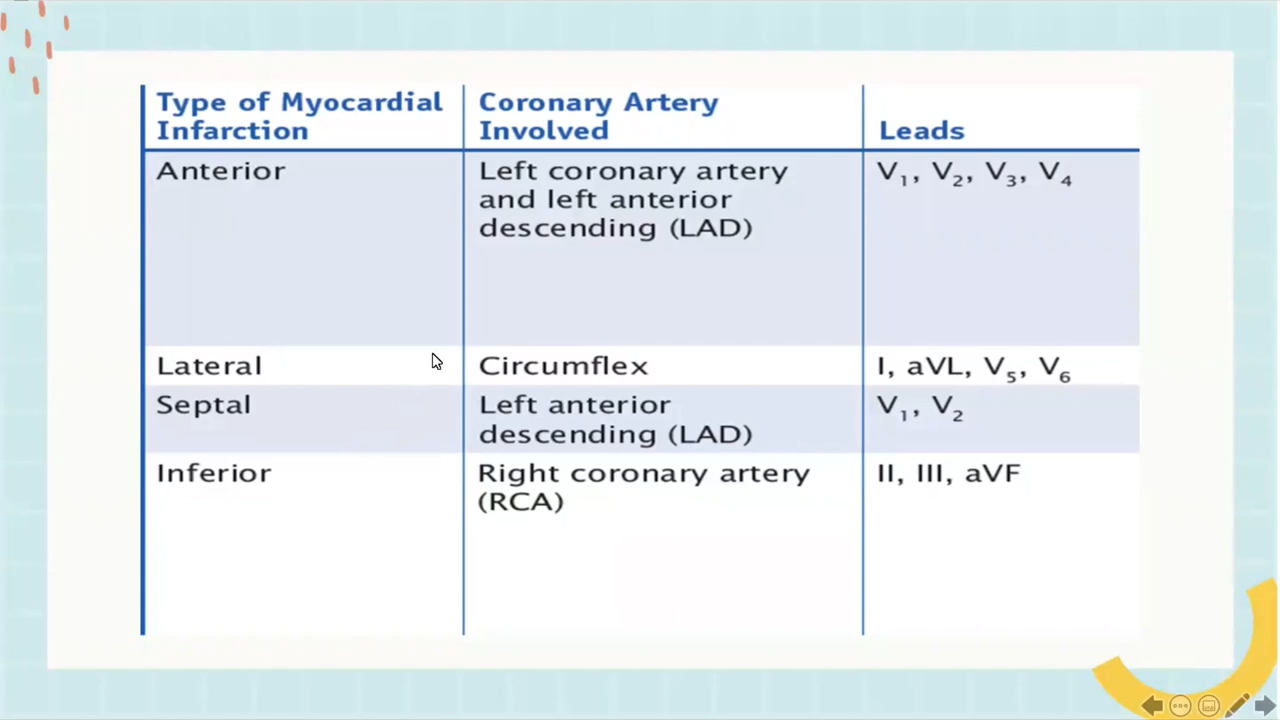 Type of Myocardial Infarction | Coronary Artery Involved | Leads
Anterior | Left coronary artery and left anterior descending (LAD) | V₁, V₂, V₃, V₄
Lateral | Circumflex | I, aVL, V₅, V₆
Septal | Left anterior descending (LAD) | V₁, V₂
Inferior | Right coronary artery (RCA) | II, III, aVF